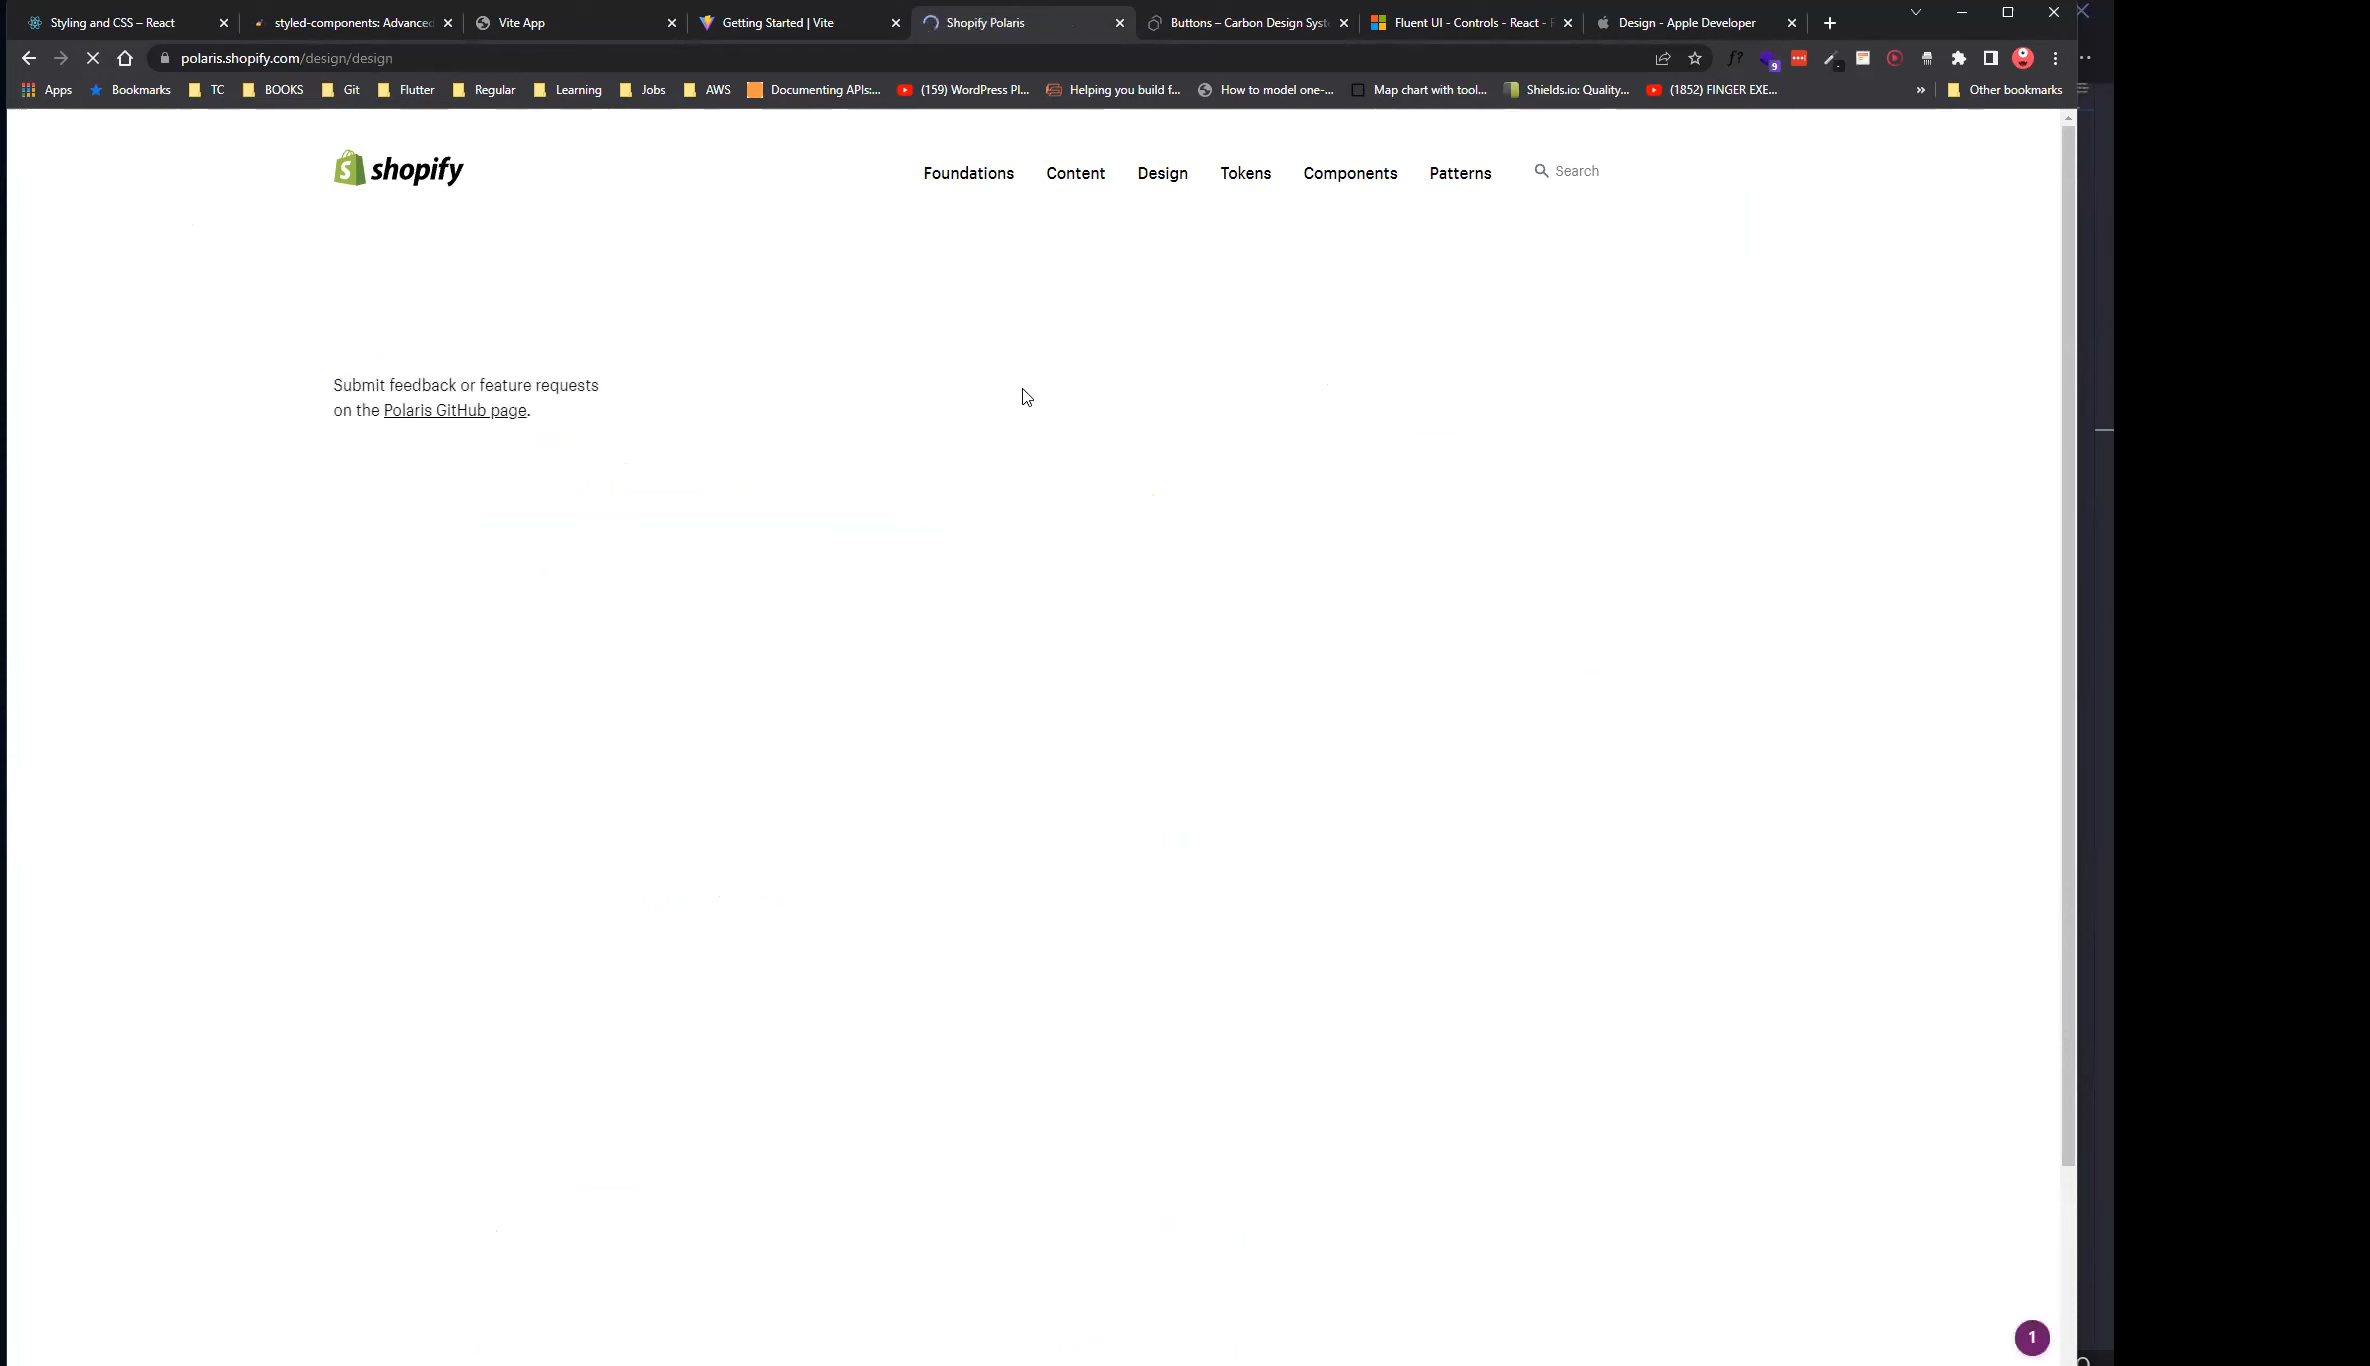 Styling and CSS – React
styled-components: Advanced
Vite App
Getting Started | Vite
Shopify Polaris
Buttons – Carbon Design Syst
Fluent UI - Controls - React - F
Design - Apple Developer
polaris.shopify.com/design/design
9
Apps
Bookmarks
TC
BOOKS
Git
Flutter
Regular
Learning
Jobs
AWS
Documenting APIs:...
(159) WordPress Pl...
Helping you build f...
How to model one-...
Map chart with tool...
Shields.io: Quality...
(1852) FINGER EXE...
»
Other bookmarks
shopify
Foundations
Content
Design
Tokens
Components
Patterns
Search
Submit feedback or feature requests
on the Polaris GitHub page.
1